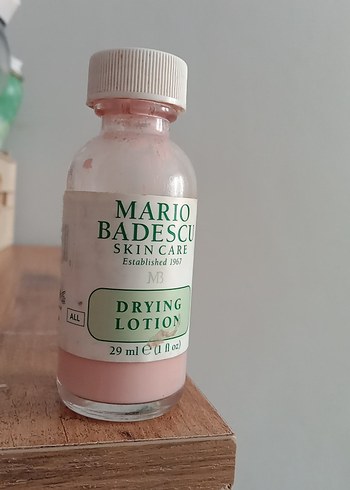 MARIO
BADESCU
SKIN CARE
Established 1967
MB
DRYING
LOTION
ALL
29 ml ℮ (1 fl oz)